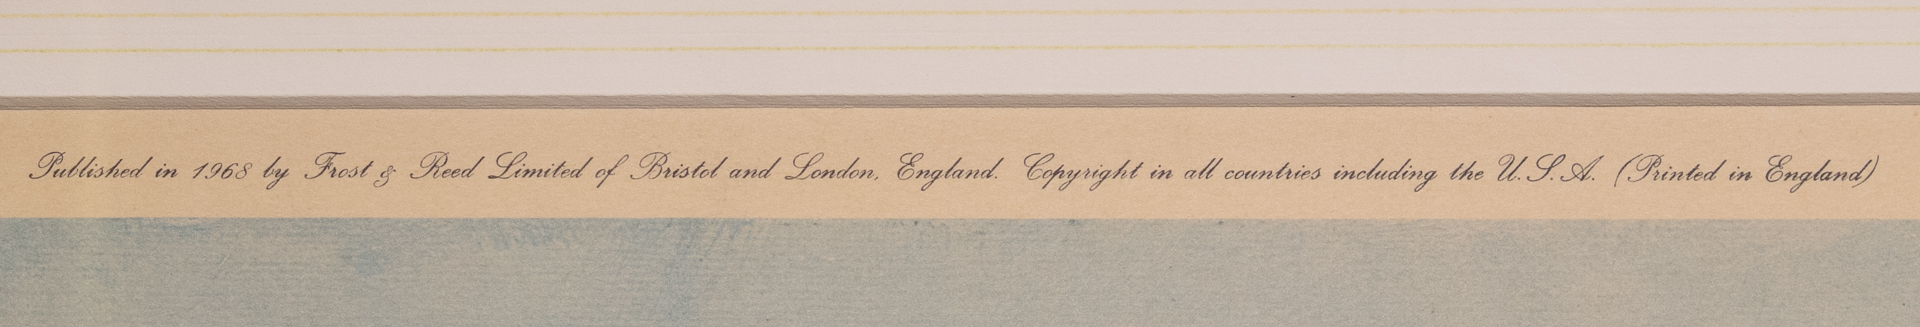 Published in 1968 by Frost & Reed Limited of Bristol and London, England. Copyright in all countries including the U.S.A. (Printed in England)